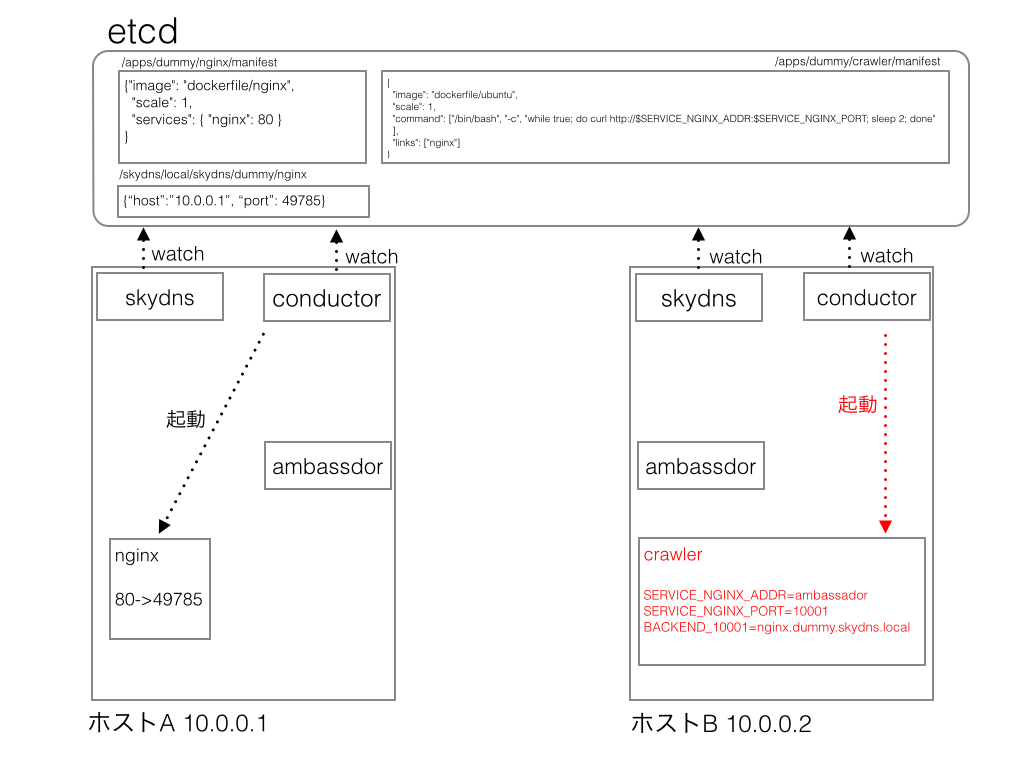 etcd
/apps/dummy/nginx/manifest
{"image": "dockerfile/nginx",
"scale": 1,
"services": { "nginx": 80 }
}
/apps/dummy/crawler/manifest
{
"image": "dockerfile/ubuntu",
"scale": 1,
"command": ["/bin/bash", "-c", "while true; do curl http://$SERVICE_NGINX_ADDR:$SERVICE_NGINX_PORT; sleep 2; done"
],
"links": ["nginx"]
}
/skydns/local/skydns/dummy/nginx
{“host”:”10.0.0.1”, “port”: 49785}
watch
watch
watch
watch
skydns
conductor
skydns
conductor
起動
起動
ambassdor
ambassdor
nginx
80->49785
crawler
SERVICE_NGINX_ADDR=ambassador
SERVICE_NGINX_PORT=10001
BACKEND_10001=nginx.dummy.skydns.local
ホストA 10.0.0.1
ホストB 10.0.0.2